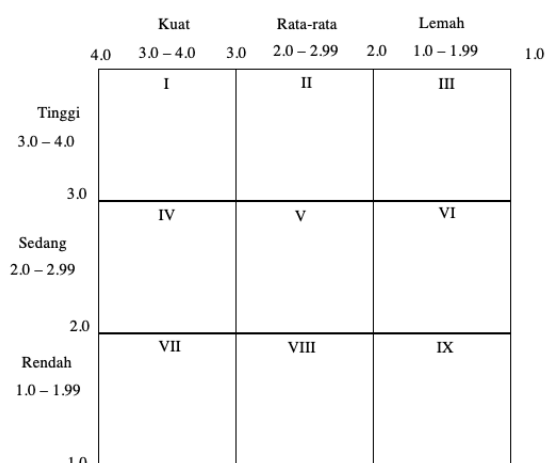 Kuat Rata-rata Lemah
4.0 3.0 – 4.0 3.0 2.0 – 2.99 2.0 1.0 – 1.99 1.0
I II III
Tinggi
3.0 – 4.0
3.0
IV V VI
Sedang
2.0 – 2.99
2.0
VII VIII IX
Rendah
1.0 – 1.99
1.0